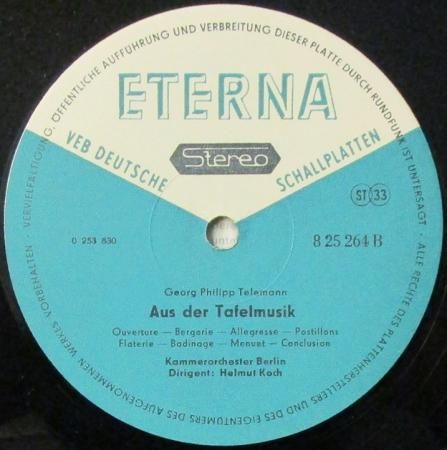 VERVIELFÄLTIGUNG, ÖFFENTLICHE AUFFÜHRUNG UND VERBREITUNG DIESER PLATTE DURCH RUNDFUNK IST UNTERSAGT · ALLE RECHTE DES PLATTENHERSTELLERS UND DES EIGENTÜMERS DES AUFGENOMMENEN WERKES VORBEHALTEN ·
ETERNA
VEB DEUTSCHE SCHALLPLATTEN
Stereo
ST 33
0 253 830
8 25 264 B
Georg Philipp Telemann
Aus der Tafelmusik
Ouverture — Bergerie — Allegresse — Postillons
Flaterie — Badinage — Menuet — Conclusion
Kammerorchester Berlin
Dirigent: Helmut Koch